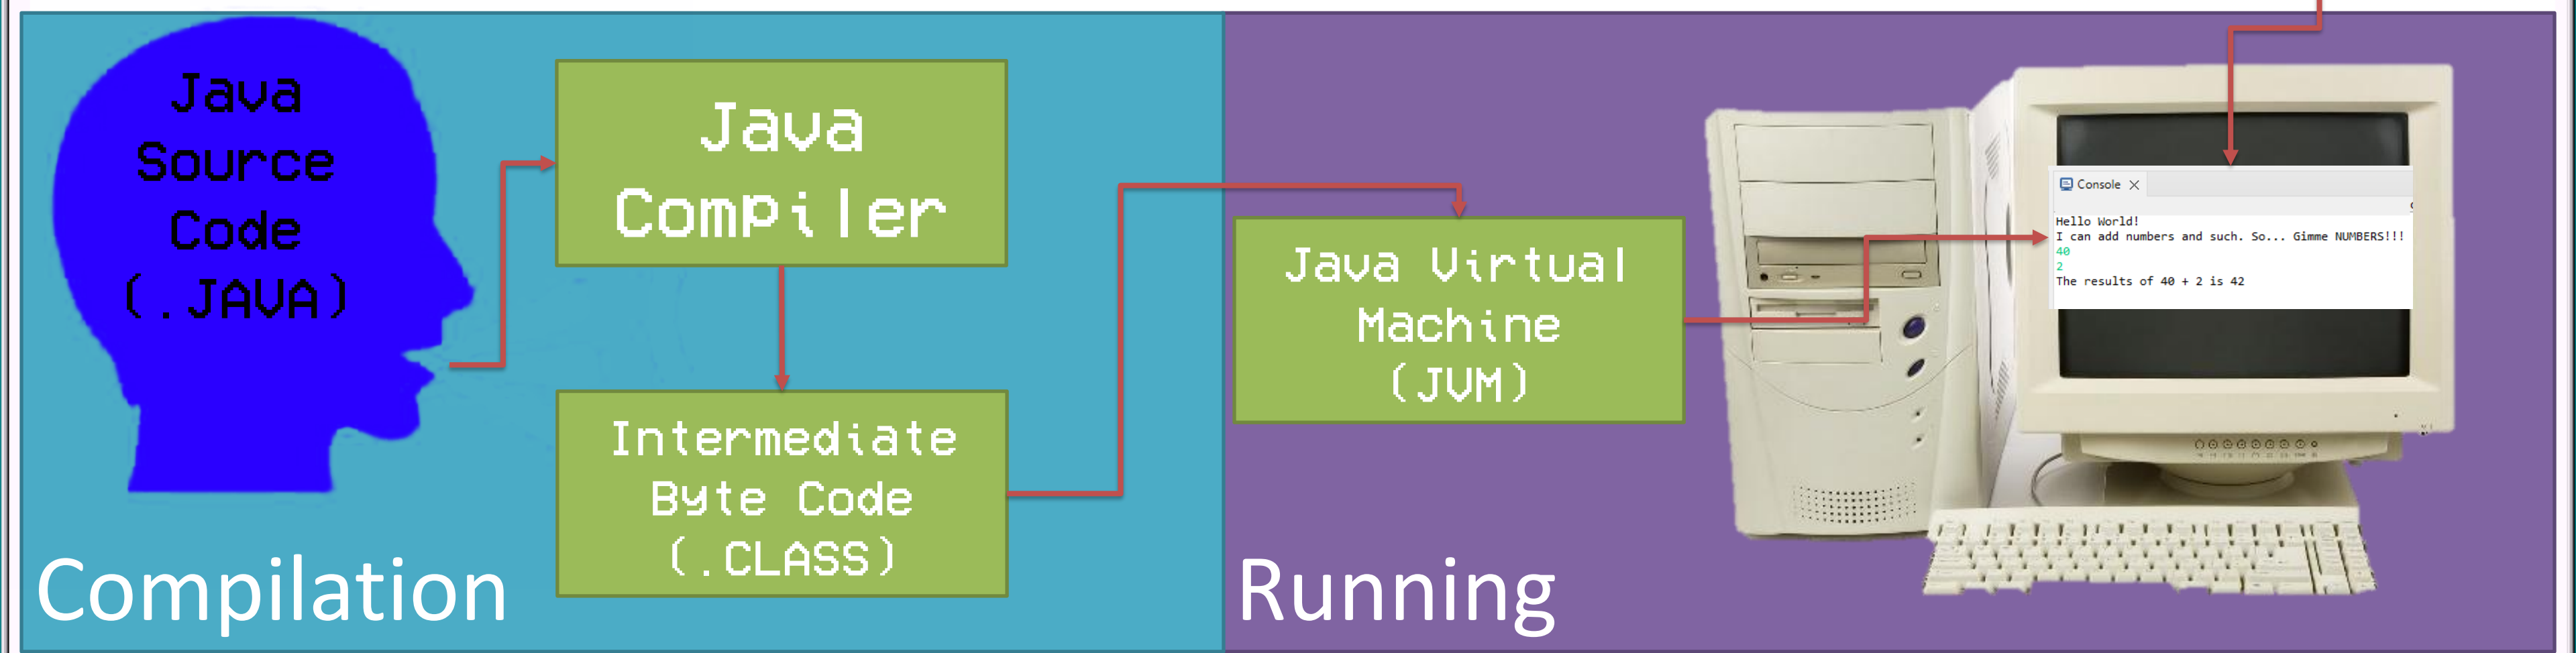 Java
Source
Code
(.JAVA)
Java
Compiler
Intermediate
Byte Code
(.CLASS)
Compilation
Java Virtual
Machine
(JVM)
Console
Hello World!
I can add numbers and such. So... Gimme NUMBERS!!!
40
2
The results of 40 + 2 is 42
Running